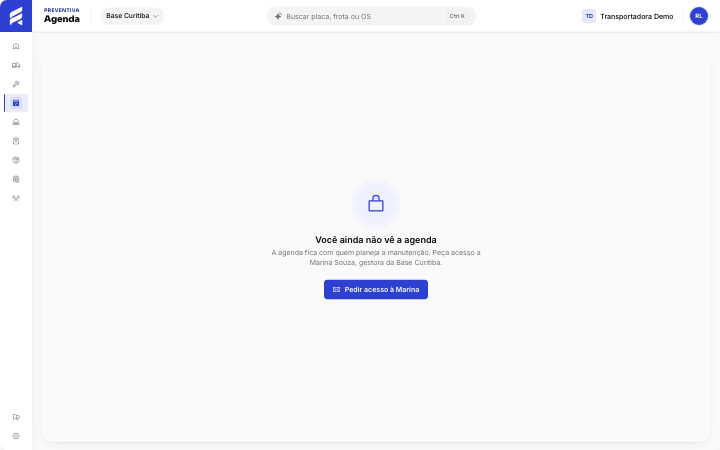 PREVENTIVA
Agenda
Base Curitiba
Buscar placa, frota ou OS
Ctrl K
TD
Transportadora Demo
RL
Você ainda não vê a agenda
A agenda fica com quem planeja a manutenção. Peça acesso a
Marina Souza, gestora da Base Curitiba.
Pedir acesso à Marina